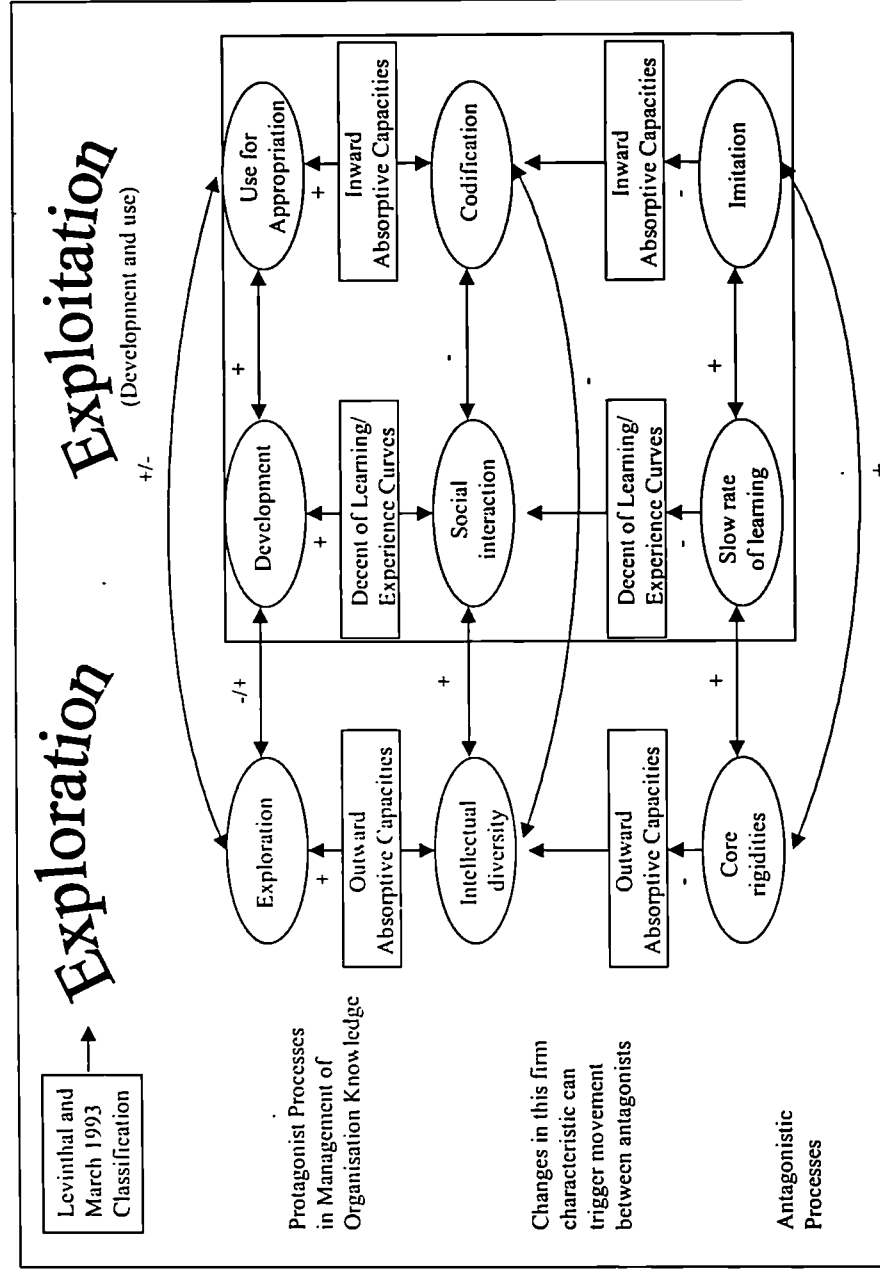 Levinthal and
March 1993
Classification
Exploration
Exploitation
(Development and use)
+/-
Protagonist Processes
in Management of
Organisation Knowledge
Exploration
-/+
Development
+
Use for
Appropriation
+
Outward
Absorptive Capacities
+
Decent of Learning/
Experience Curves
+
Inward
Absorptive Capacities
Changes in this firm
characteristic can
trigger movement
between antagonists
Intellectual
diversity
+
Social
interaction
-
Codification
-
Outward
Absorptive Capacities
-
Decent of Learning/
Experience Curves
-
Inward
Absorptive Capacities
-
Antagonistic
Processes
Core
rigidities
+
Slow rate
of learning
+
Imitation
+